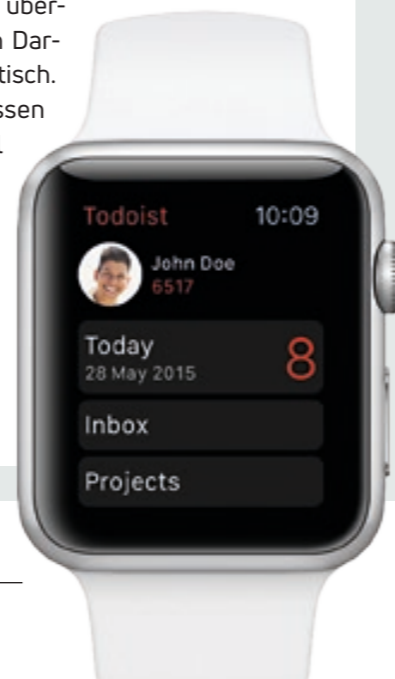 über-
Dar-
tisch.
ssen
Todoist 10:09
John Doe
6517
Today 8
28 May 2015
Inbox
Projects